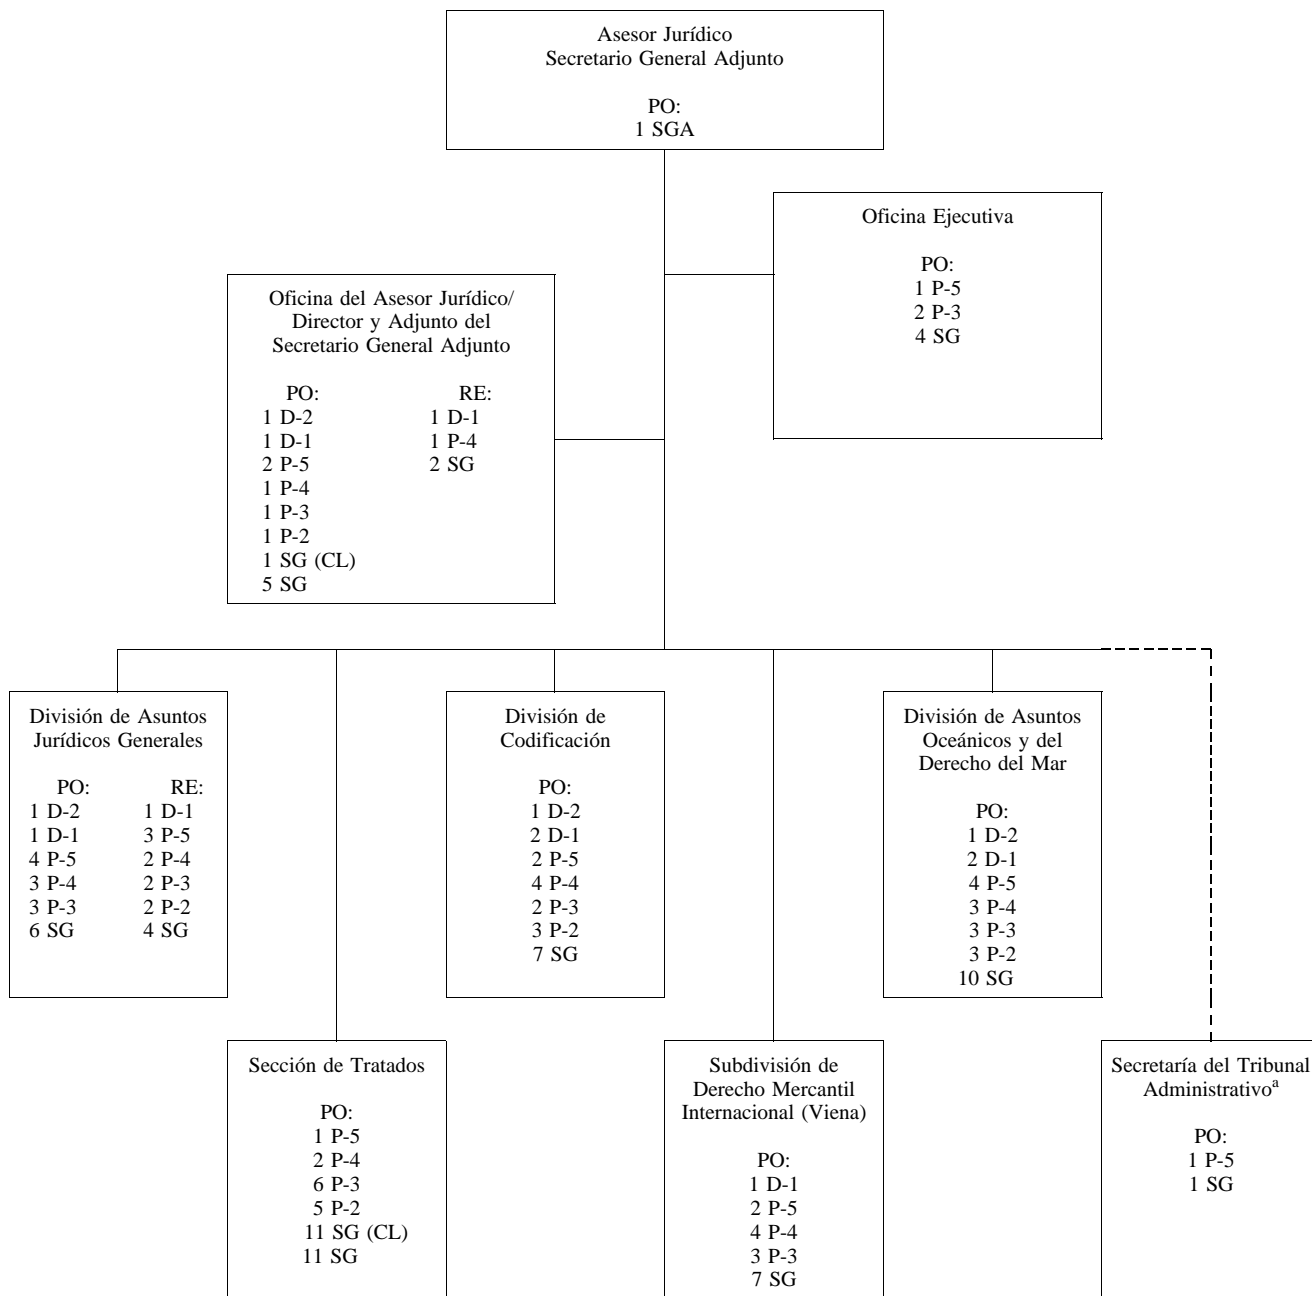 Asesor Jurídico
Secretario General Adjunto
PO:
1 SGA
Oficina Ejecutiva
PO:
1 P-5
2 P-3
4 SG
Oficina del Asesor Jurídico/
Director y Adjunto del
Secretario General Adjunto
PO: RE:
1 D-2 1 D-1
1 D-1 1 P-4
2 P-5 2 SG
1 P-4
1 P-3
1 P-2
1 SG (CL)
5 SG
División de Asuntos
Jurídicos Generales
PO: RE:
1 D-2 1 D-1
1 D-1 3 P-5
4 P-5 2 P-4
3 P-4 2 P-3
3 P-3 2 P-2
6 SG 4 SG
División de
Codificación
PO:
1 D-2
2 D-1
2 P-5
4 P-4
2 P-3
3 P-2
7 SG
División de Asuntos
Oceánicos y del
Derecho del Mar
PO:
1 D-2
2 D-1
4 P-5
3 P-4
3 P-3
3 P-2
10 SG
Sección de Tratados
PO:
1 P-5
2 P-4
6 P-3
5 P-2
11 SG (CL)
11 SG
Subdivisión de
Derecho Mercantil
Internacional (Viena)
PO:
1 D-1
2 P-5
4 P-4
3 P-3
7 SG
Secretaría del Tribunal
Administrativoª
PO:
1 P-5
1 SG